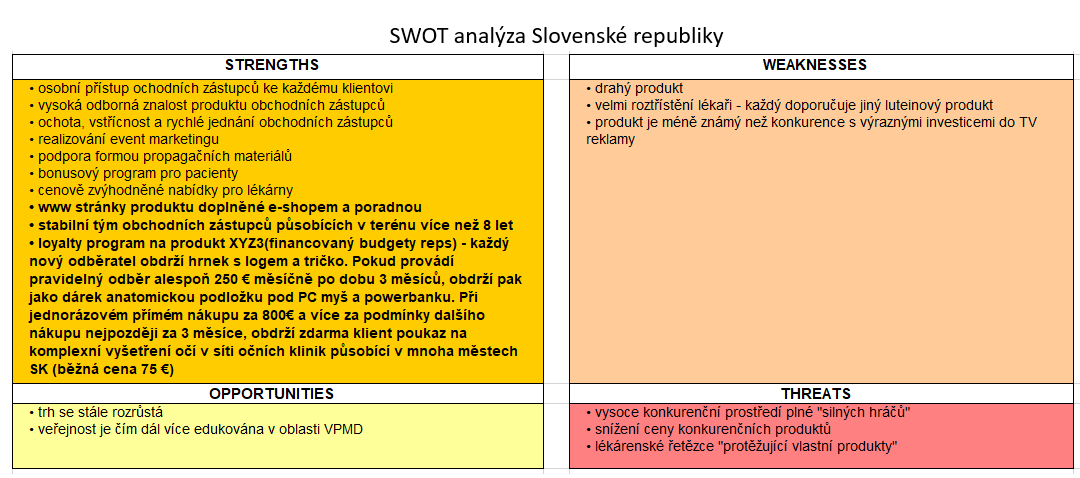 SWOT analýza Slovenské republiky
STRENGTHS
• osobní přístup ochodních zástupců ke každému klientovi
• vysoká odborná znalost produktu obchodních zástupců
• ochota, vstřícnost a rychlé jednání obchodních zástupců
• realizování event marketingu
• podpora formou propagačních materiálů
• bonusový program pro pacienty
• cenově zvýhodněné nabídky pro lékárny
• www stránky produktu doplněné e-shopem a poradnou
• stabilní tým obchodních zástupců působících v terénu více než 8 let
• loyalty program na produkt XYZ3(financovaný budgety reps) - každý
nový odběratel obdrží hrnek s logem a tričko. Pokud provádí
pravidelný odběr alespoň 250 € měsíčně po dobu 3 měsíců, obdrží pak
jako dárek anatomickou podložku pod PC myš a powerbanku. Při
jednorázovém přímém nákupu za 800€ a více za podmínky dalšího
nákupu nejpozději za 3 měsíce, obdrží zdarma klient poukaz na
komplexní vyšetření očí v síti očních klinik působící v mnoha městech
SK (běžná cena 75 €)
WEAKNESSES
• drahý produkt
• velmi roztříštění lékaři - každý doporučuje jiný luteinový produkt
• produkt je méně známý než konkurence s výraznými investicemi do TV
reklamy
OPPORTUNITIES
• trh se stále rozrůstá
• veřejnost je čím dál více edukována v oblasti VPMD
THREATS
• vysoce konkurenční prostředí plné "silných hráčů"
• snížení ceny konkurenčních produktů
• lékárenské řetězce "protěžující vlastní produkty"